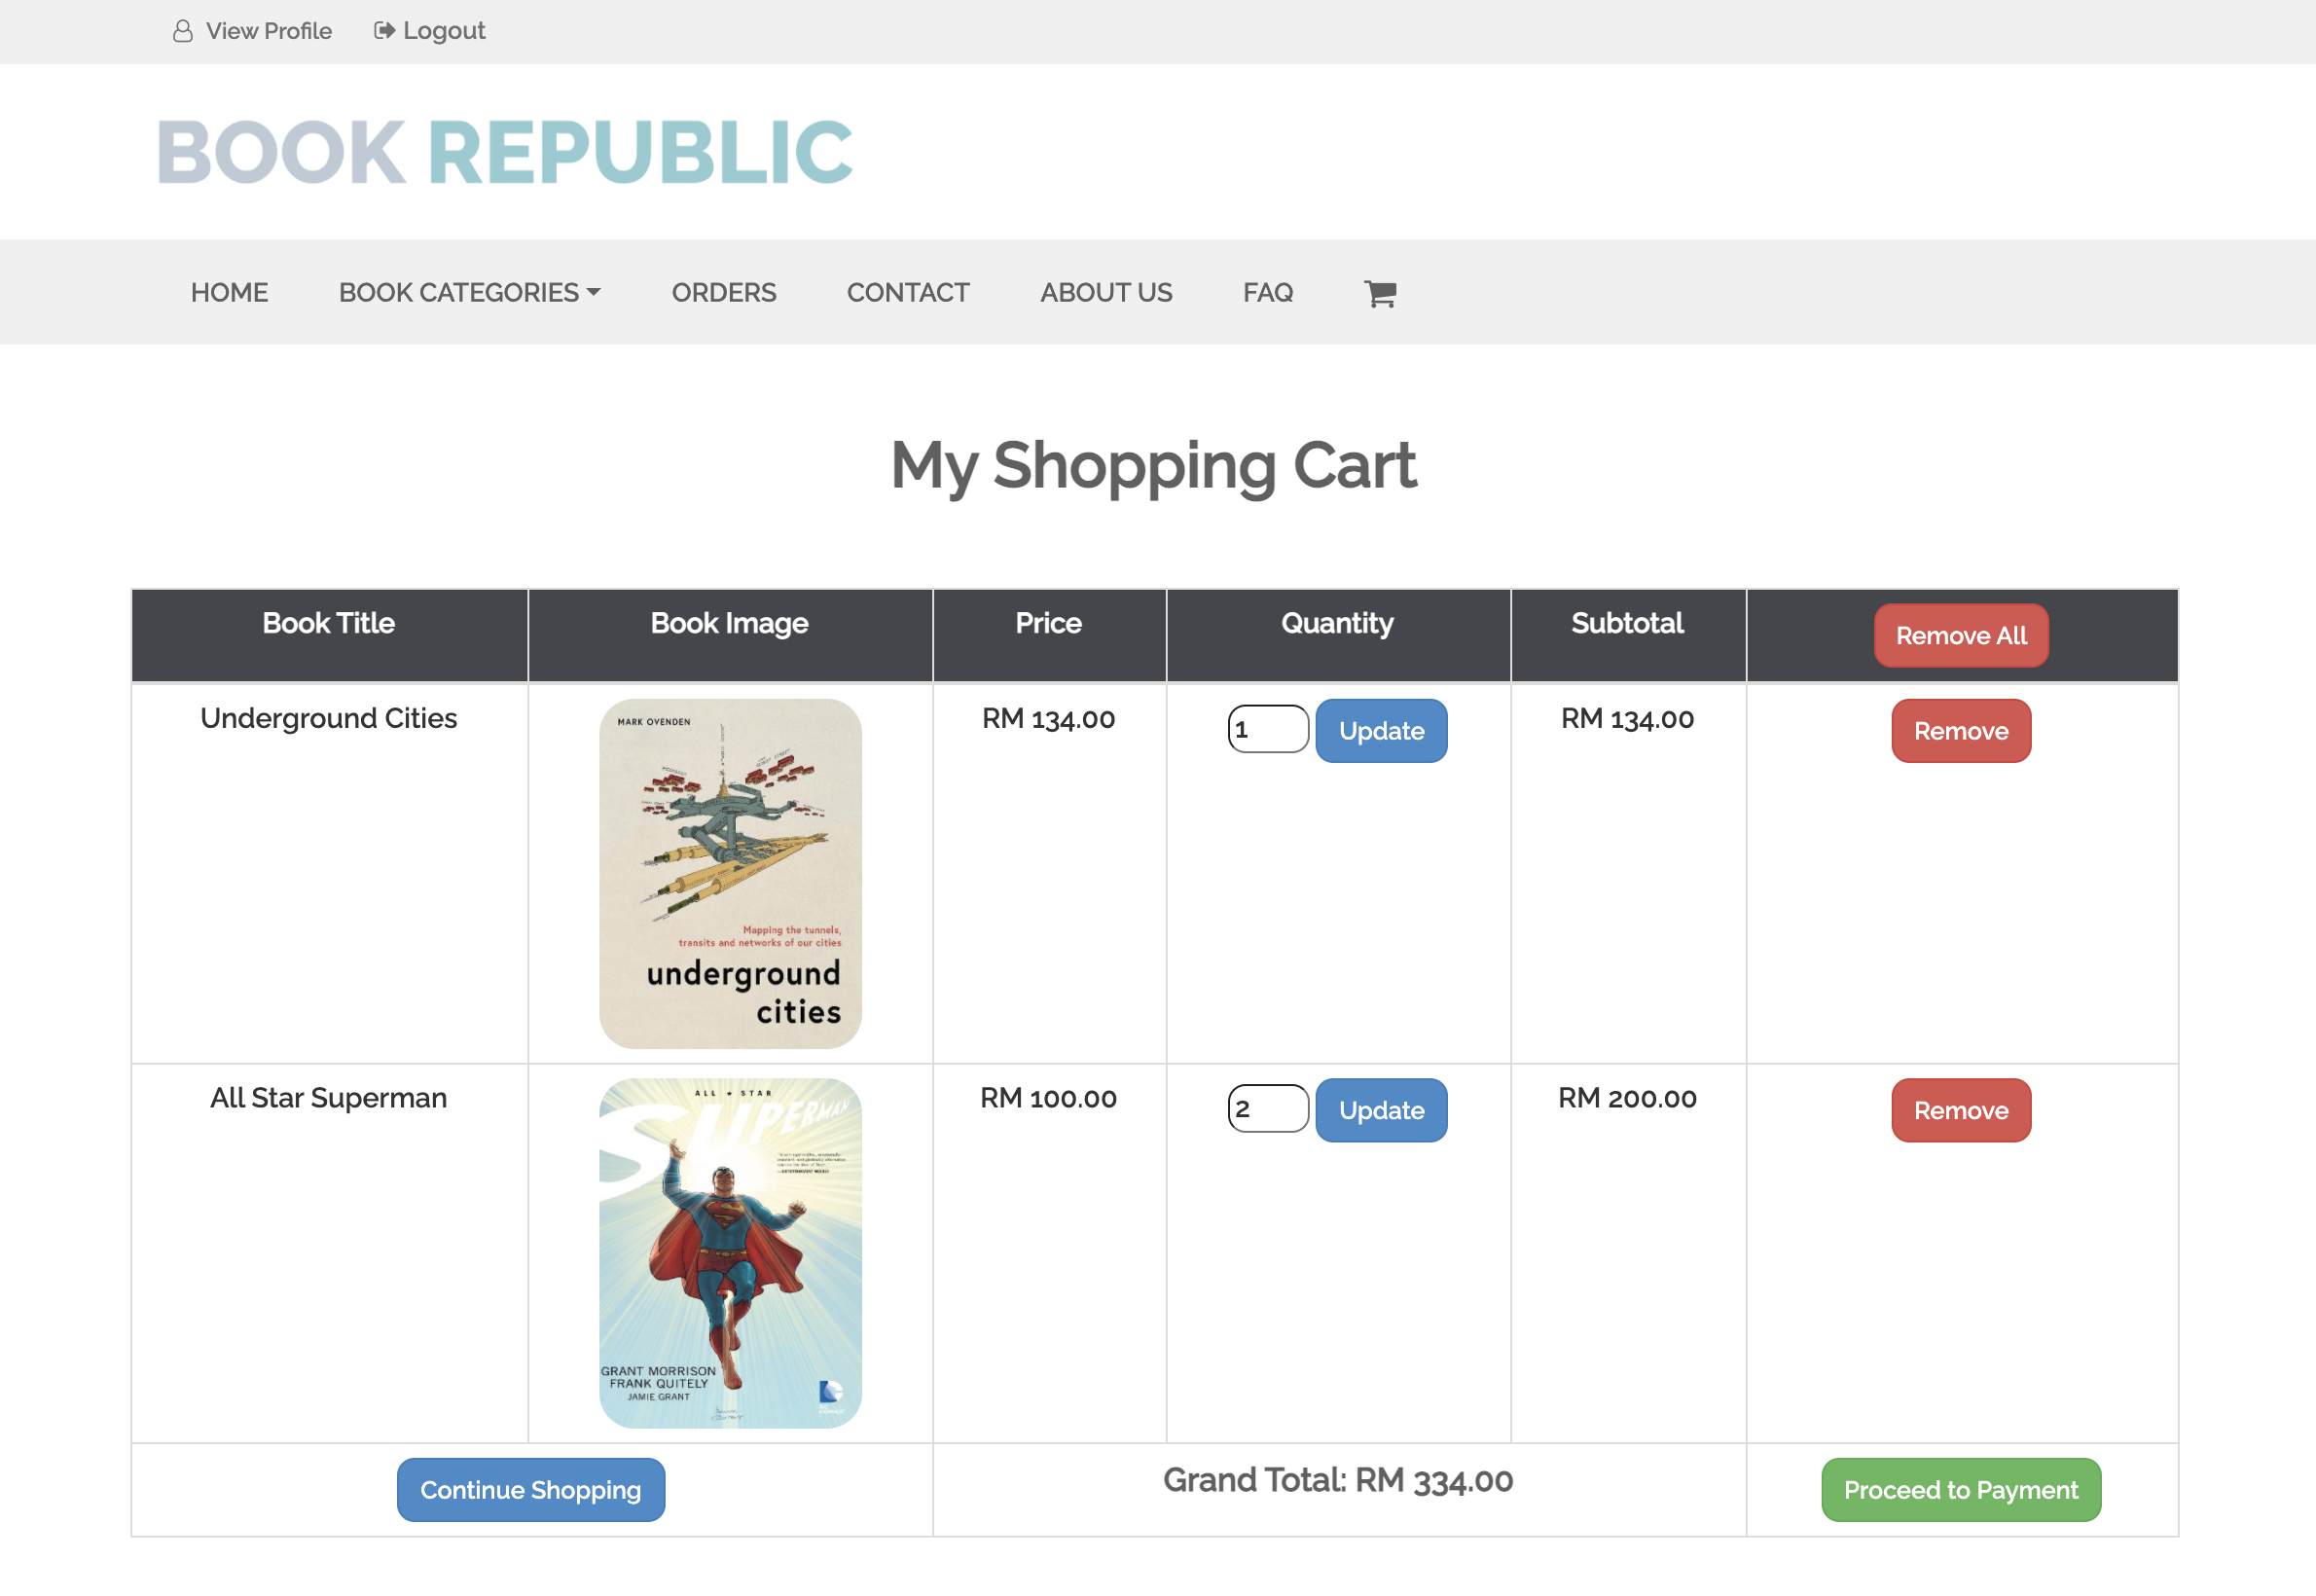 View Profile Logout
BOOK REPUBLIC
HOME BOOK CATEGORIES ORDERS CONTACT ABOUT US FAQ
My Shopping Cart
Book Title Book Image Price Quantity Subtotal Remove All
Underground Cities RM 134.00 1 Update RM 134.00 Remove
MARK OVENDEN
Mapping the tunnels,
transits and networks of our cities
underground
cities
All Star Superman RM 100.00 2 Update RM 200.00 Remove
ALL ★ STAR
SUPERMAN
GRANT MORRISON
FRANK QUITELY
JAMIE GRANT
Continue Shopping Grand Total: RM 334.00 Proceed to Payment